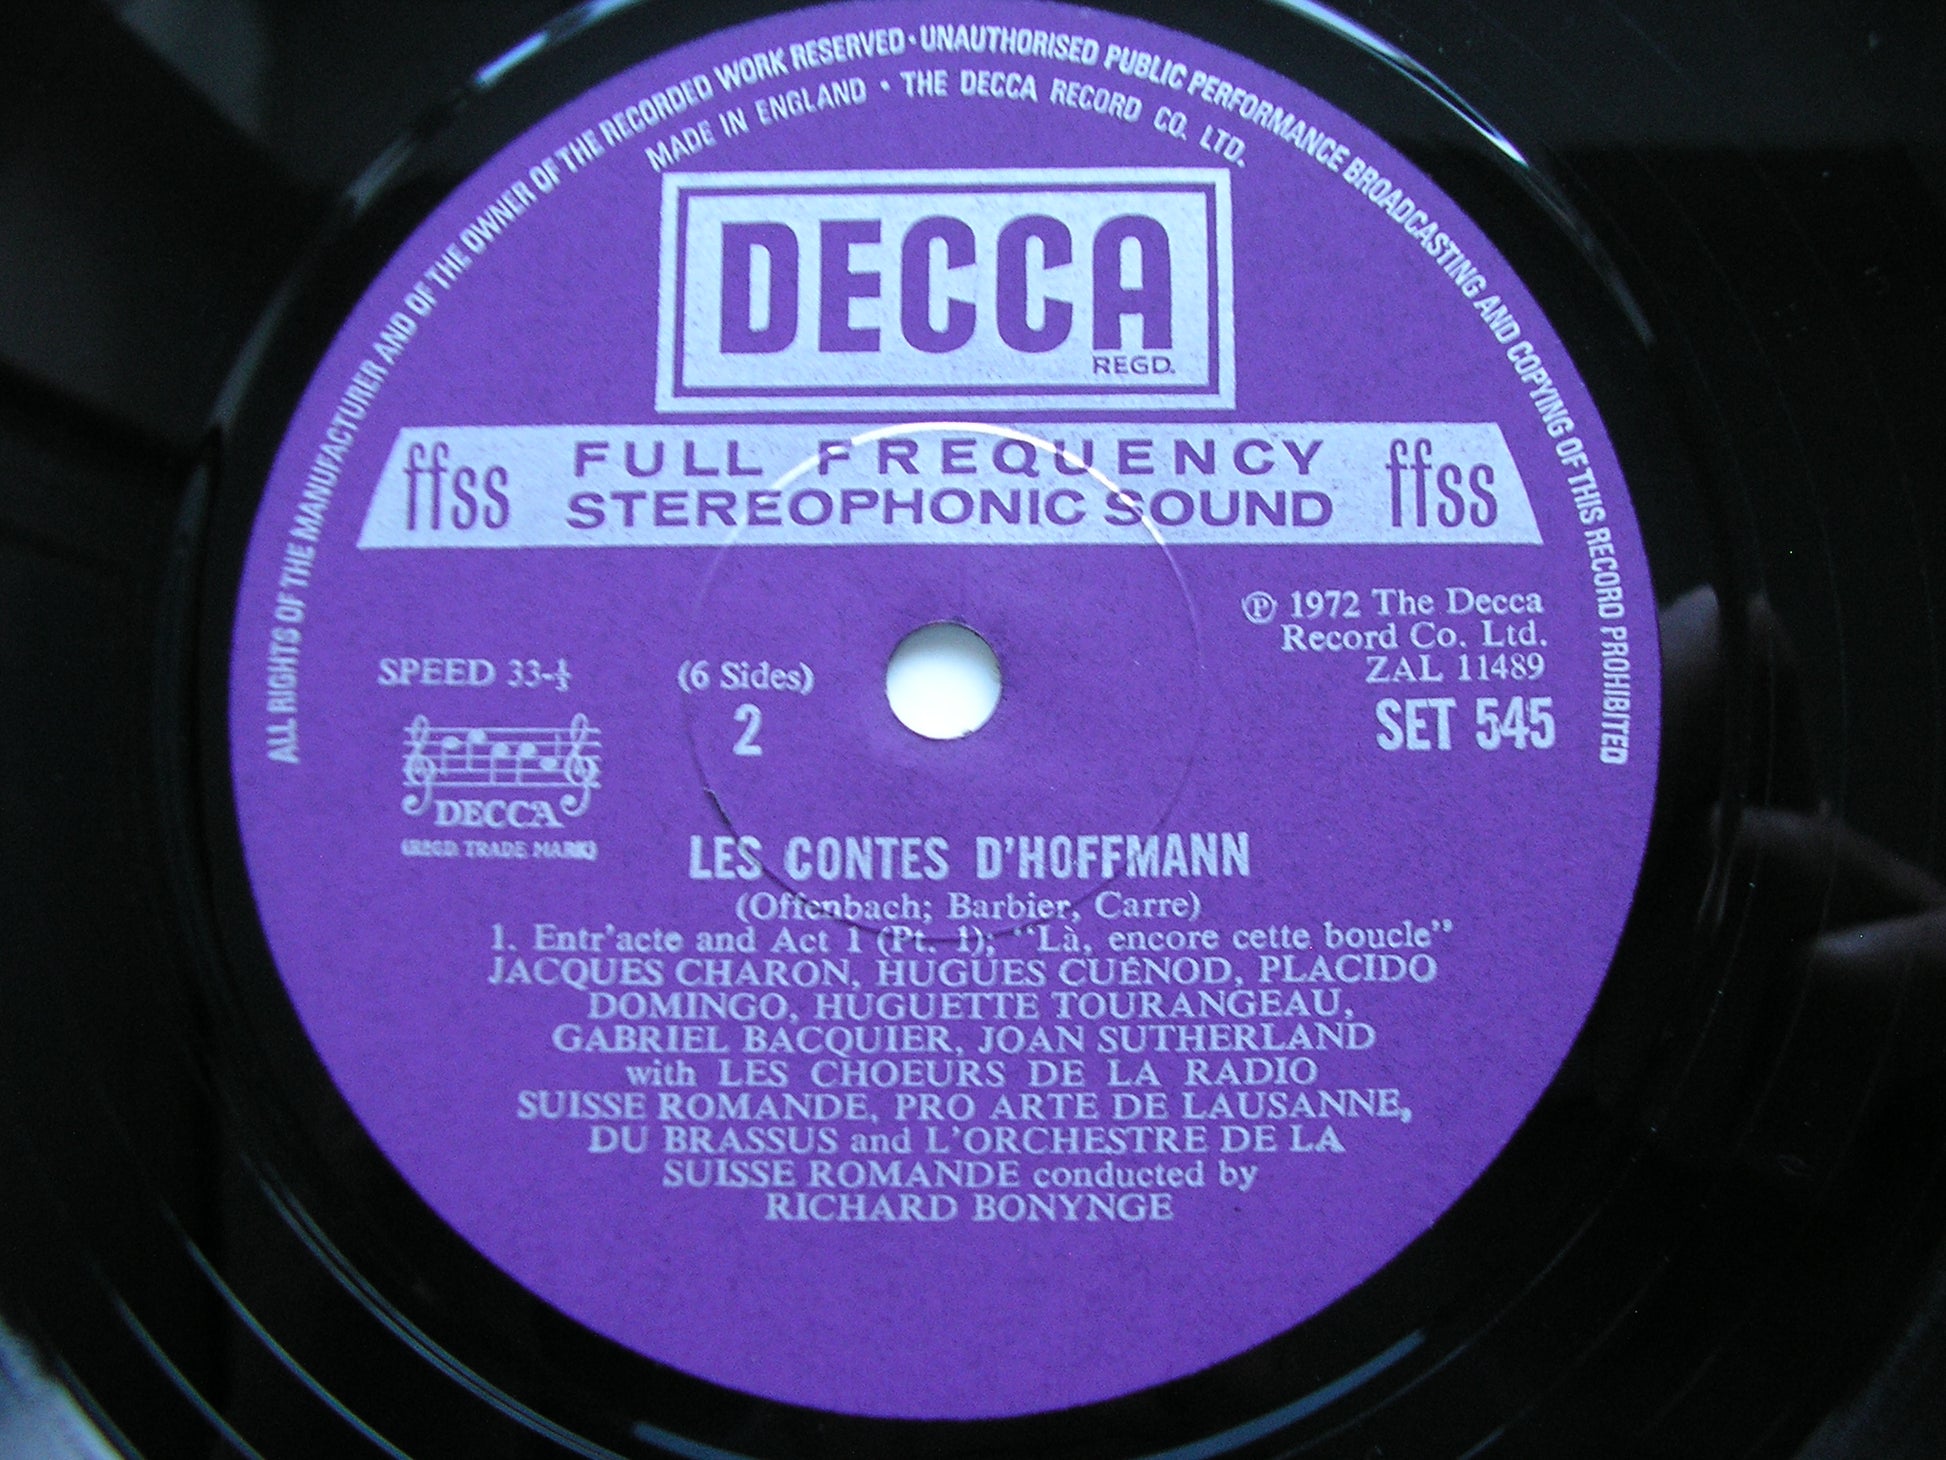 ALL RIGHTS OF THE MANUFACTURER AND OF THE OWNER OF THE RECORDED WORK RESERVED · UNAUTHORISED PUBLIC PERFORMANCE BROADCASTING AND COPYING OF THIS RECORD PROHIBITED
MADE IN ENGLAND · THE DECCA RECORD CO. LTD.
DECCA
REGD.
ffss FULL FREQUENCY STEREOPHONIC SOUND ffss
℗ 1972 The Decca
Record Co. Ltd.
ZAL 11489
SET 545
SPEED 33-⅓
(6 Sides)
2
DECCA
(REGD. TRADE MARK)
LES CONTES D'HOFFMANN
(Offenbach; Barbier, Carre)
1. Entr'acte and Act 1 (Pt. 1); "Là, encore cette boucle"
JACQUES CHARON, HUGUES CUÉNOD, PLACIDO
DOMINGO, HUGUETTE TOURANGEAU,
GABRIEL BACQUIER, JOAN SUTHERLAND
with LES CHOEURS DE LA RADIO
SUISSE ROMANDE, PRO ARTE DE LAUSANNE,
DU BRASSUS and L'ORCHESTRE DE LA
SUISSE ROMANDE conducted by
RICHARD BONYNGE